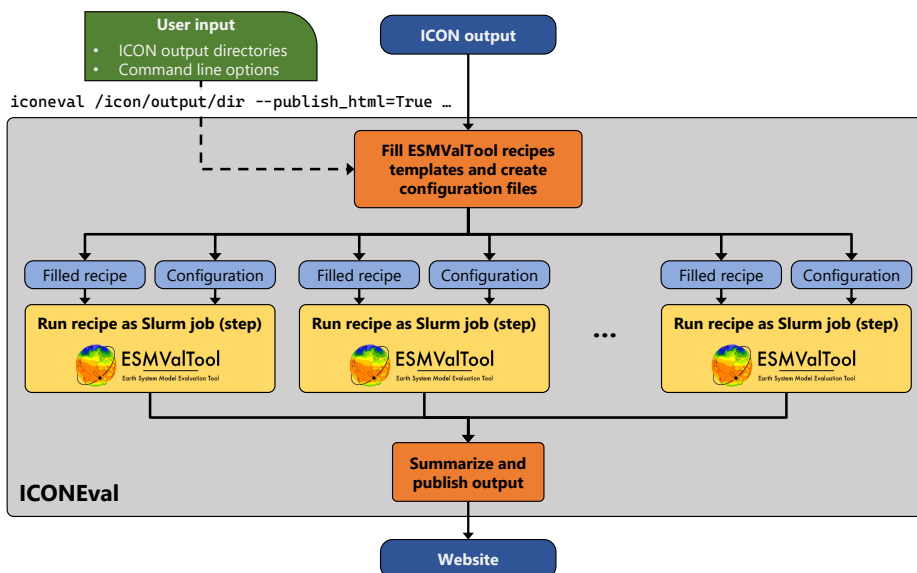 User input
• ICON output directories
• Command line options
ICON output
iconeval /icon/output/dir --publish_html=True …
Fill ESMValTool recipes
templates and create
configuration files
Filled recipe
Configuration
Filled recipe
Configuration
Filled recipe
Configuration
Run recipe as Slurm job (step)
ESMValTool
Earth System Model Evaluation Tool
Run recipe as Slurm job (step)
ESMValTool
Earth System Model Evaluation Tool
...
Run recipe as Slurm job (step)
ESMValTool
Earth System Model Evaluation Tool
Summarize and
publish output
ICONEval
Website